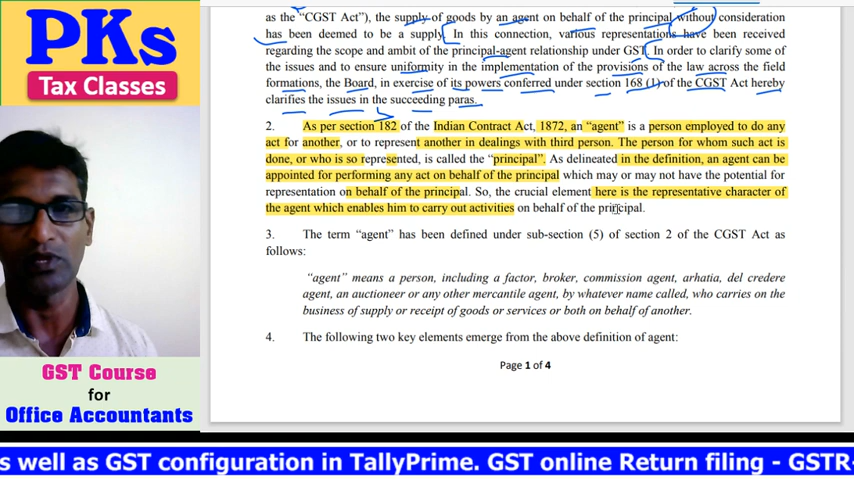 PKs
Tax Classes
GST Course
for
Office Accountants
as the “CGST Act”), the supply of goods by an agent on behalf of the principal without consideration
has been deemed to be a supply. In this connection, various representations have been received
regarding the scope and ambit of the principal-agent relationship under GST. In order to clarify some of
the issues and to ensure uniformity in the implementation of the provisions of the law across the field
formations, the Board, in exercise of its powers conferred under section 168 (1) of the CGST Act hereby
clarifies the issues in the succeeding paras.
2. As per section 182 of the Indian Contract Act, 1872, an “agent” is a person employed to do any
act for another, or to represent another in dealings with third person. The person for whom such act is
done, or who is so represented, is called the “principal”. As delineated in the definition, an agent can be
appointed for performing any act on behalf of the principal which may or may not have the potential for
representation on behalf of the principal. So, the crucial element here is the representative character of
the agent which enables him to carry out activities on behalf of the principal.
3. The term “agent” has been defined under sub-section (5) of section 2 of the CGST Act as
follows:
“agent” means a person, including a factor, broker, commission agent, arhatia, del credere
agent, an auctioneer or any other mercantile agent, by whatever name called, who carries on the
business of supply or receipt of goods or services or both on behalf of another.
4. The following two key elements emerge from the above definition of agent:
Page 1 of 4
s well as GST configuration in TallyPrime. GST online Return filing - GSTR-